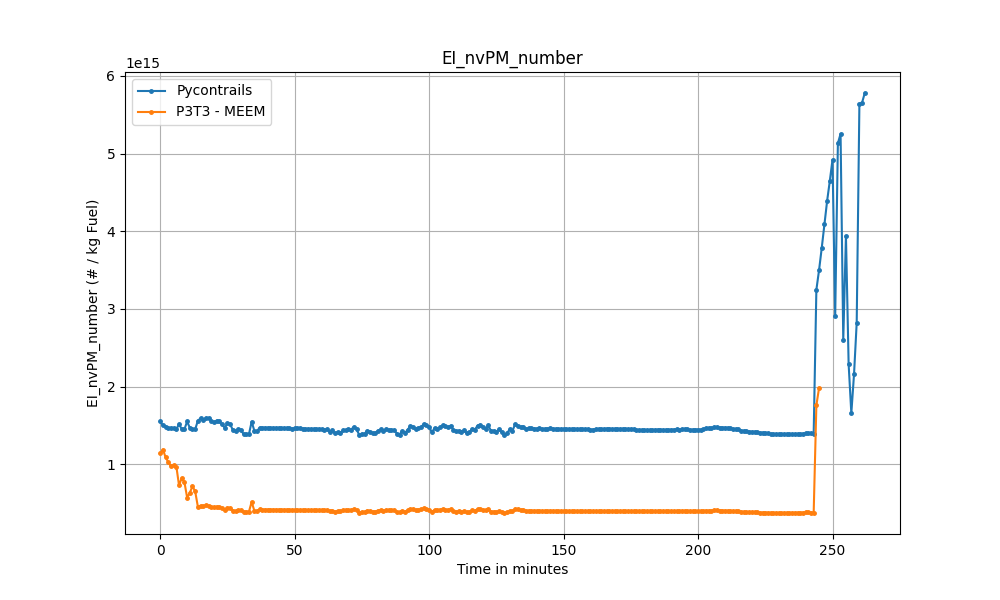 EI_nvPM_number
1e15
Pycontrails
P3T3 - MEEM
6
5
4
3
2
1
EI_nvPM_number (# / kg Fuel)
0 50 100 150 200 250
Time in minutes